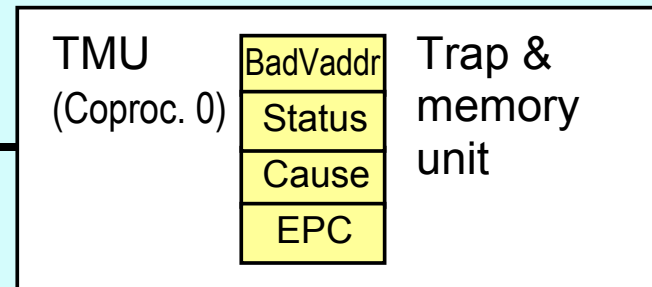 TMU
(Coproc. 0)
BadVaddr
Status
Cause
EPC
Trap &
memory
unit